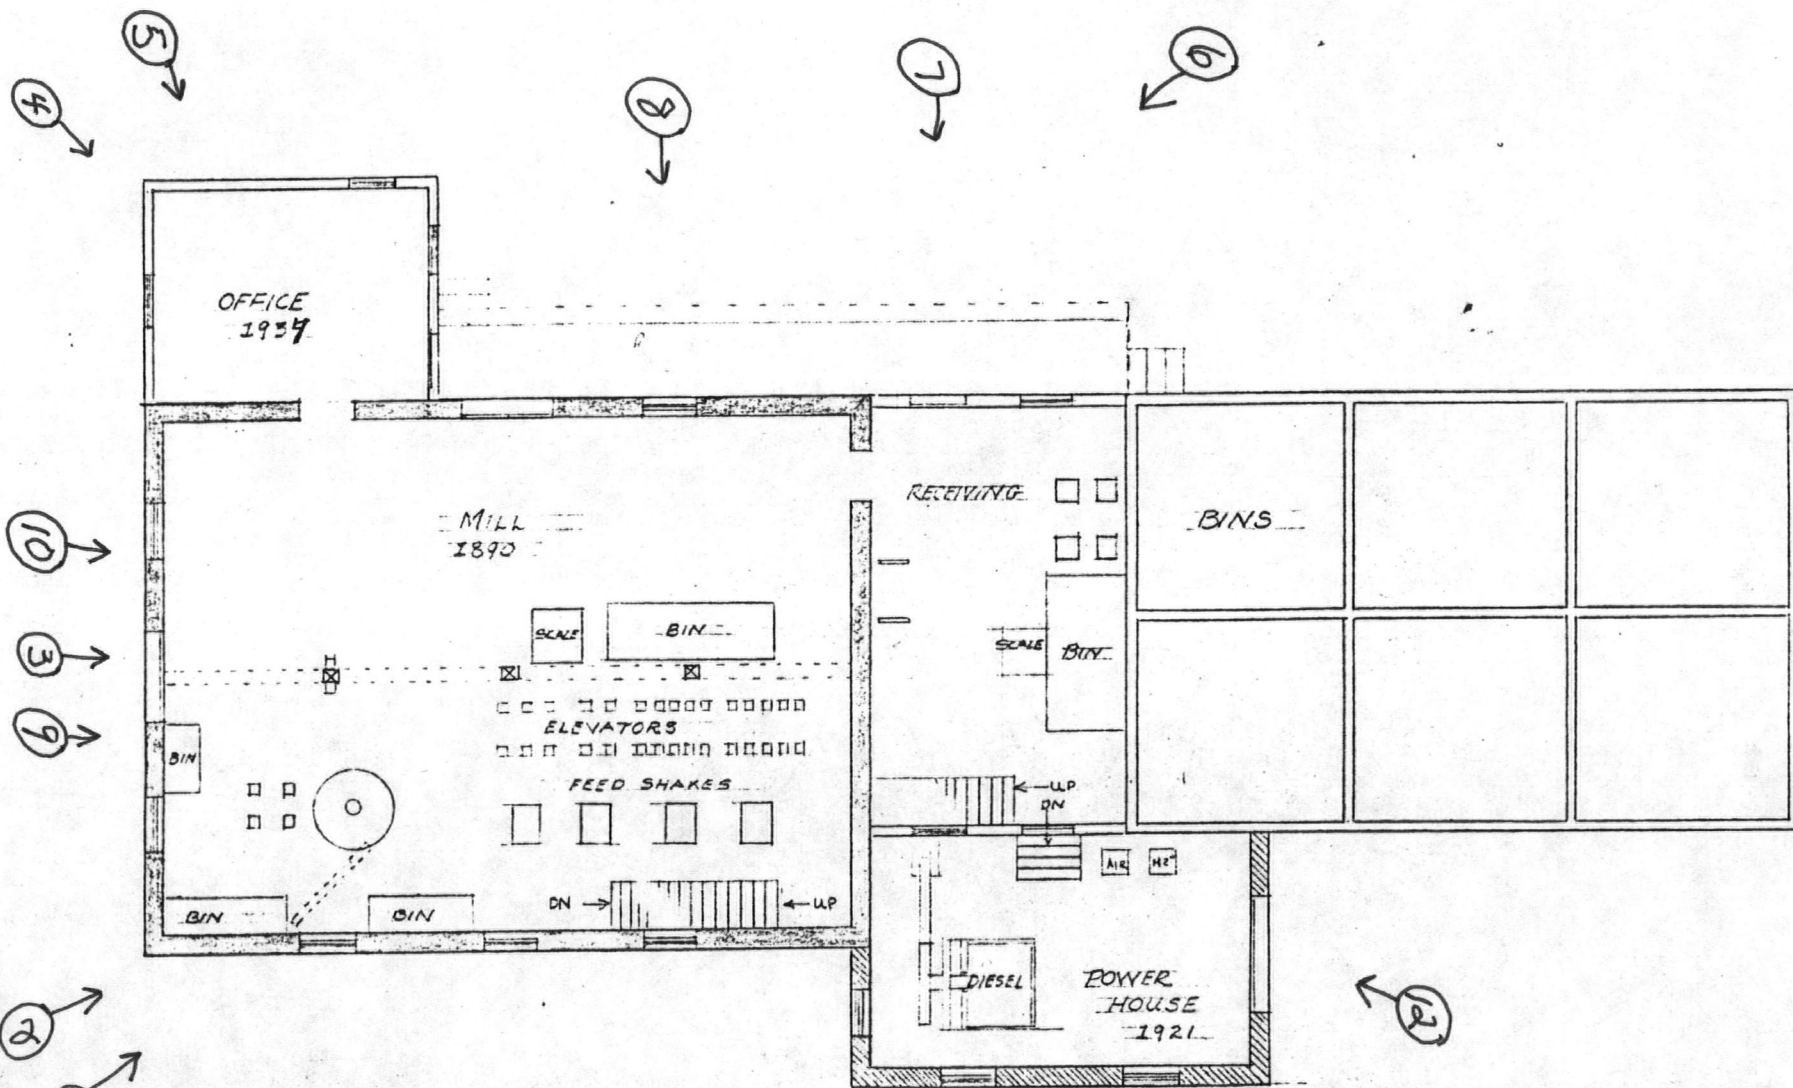 5
4
8
7
6
OFFICE
1937
MILL
1890
RECEIVING
BINS
10
3
9
2
12
SCALE
BIN
SCALE
BIN
ELEVATORS
FEED SHAKES
BIN
BIN
BIN
DN
UP
UP
DN
AIR
DIESEL
POWER
HOUSE
1921